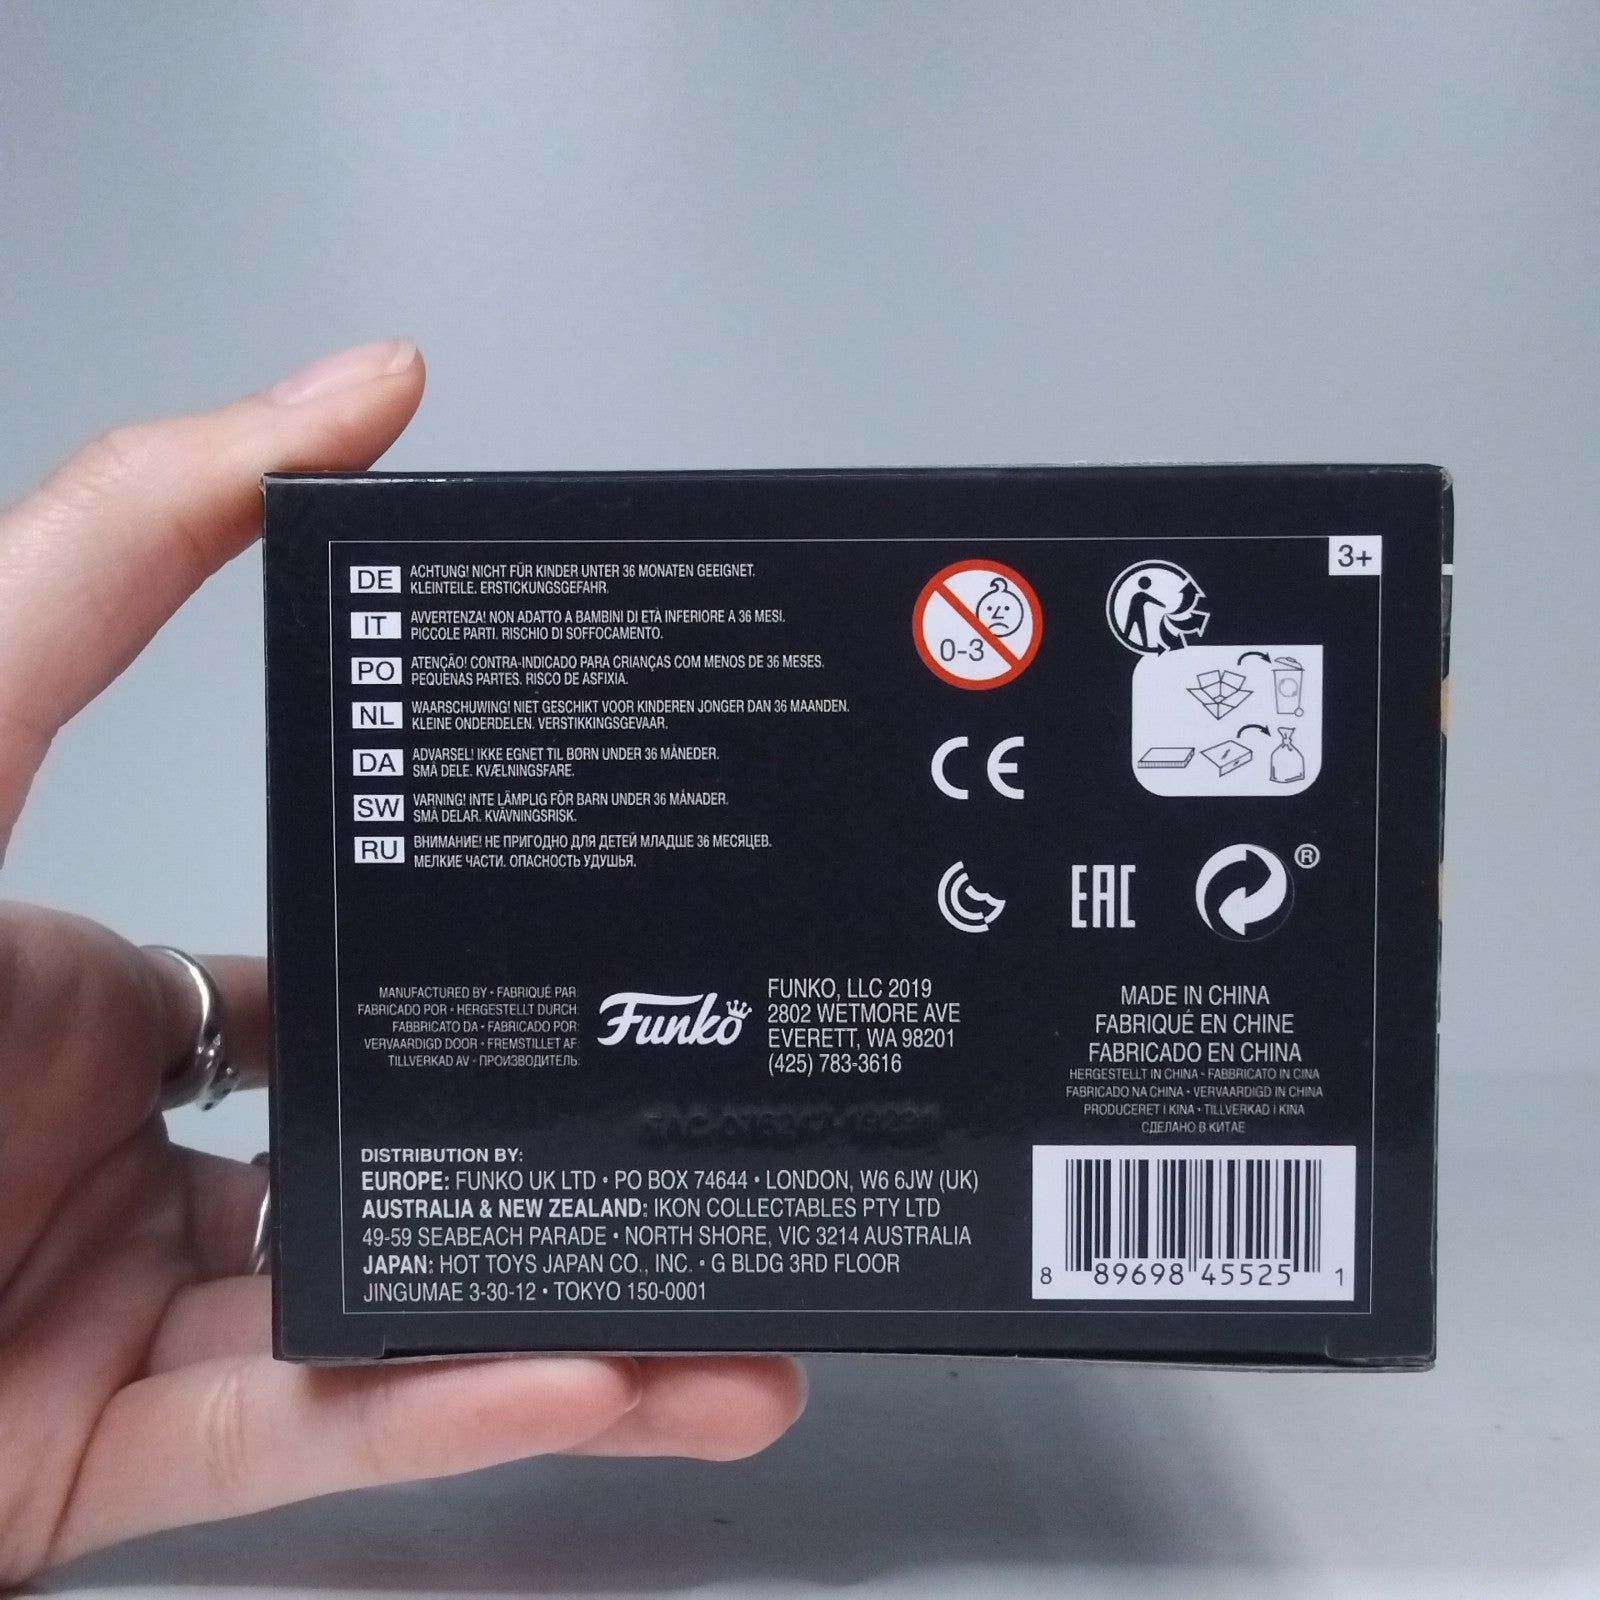 3+
DE ACHTUNG! NICHT FÜR KINDER UNTER 36 MONATEN GEEIGNET.
KLEINTEILE. ERSTICKUNGSGEFAHR.
IT AVVERTENZA! NON ADATTO A BAMBINI DI ETÀ INFERIORE A 36 MESI.
PICCOLE PARTI. RISCHIO DI SOFFOCAMENTO.
PO ATENÇÃO! CONTRA-INDICADO PARA CRIANÇAS COM MENOS DE 36 MESES.
PEQUENAS PARTES. RISCO DE ASFIXIA.
NL WAARSCHUWING! NIET GESCHIKT VOOR KINDEREN JONGER DAN 36 MAANDEN.
KLEINE ONDERDELEN. VERSTIKKINGSGEVAAR.
DA ADVARSEL! IKKE EGNET TIL BØRN UNDER 36 MÅNEDER.
SMÅ DELE. KVÆLNINGSFARE.
SW VARNING! INTE LÄMPLIG FÖR BARN UNDER 36 MÅNADER.
SMÅ DELAR. KVÄVNINGSRISK.
RU ВНИМАНИЕ! НЕ ПРИГОДНО ДЛЯ ДЕТЕЙ МЛАДШЕ 36 МЕСЯЦЕВ.
МЕЛКИЕ ЧАСТИ. ОПАСНОСТЬ УДУШЬЯ.
0-3
CE
EAC
®
MANUFACTURED BY • FABRIQUÉ PAR:
FABRICADO POR • HERGESTELLT DURCH:
FABBRICATO DA • FABRICADO POR:
VERVAARDIGD DOOR • FREMSTILLET AF:
TILLVERKAD AV • ПРОИЗВОДИТЕЛЬ:
Funko
FUNKO, LLC 2019
2802 WETMORE AVE
EVERETT, WA 98201
(425) 783-3616
MADE IN CHINA
FABRIQUÉ EN CHINE
FABRICADO EN CHINA
HERGESTELLT IN CHINA • FABBRICATO IN CINA
FABRICADO NA CHINA • VERVAARDIGD IN CHINA
PRODUCERET I KINA • TILLVERKAD I KINA
СДЕЛАНО В КИТАЕ
DISTRIBUTION BY:
EUROPE: FUNKO UK LTD • PO BOX 74644 • LONDON, W6 6JW (UK)
AUSTRALIA & NEW ZEALAND: IKON COLLECTABLES PTY LTD
49-59 SEABEACH PARADE • NORTH SHORE, VIC 3214 AUSTRALIA
JAPAN: HOT TOYS JAPAN CO., INC. • G BLDG 3RD FLOOR
JINGUMAE 3-30-12 • TOKYO 150-0001
8 89698 45525 1